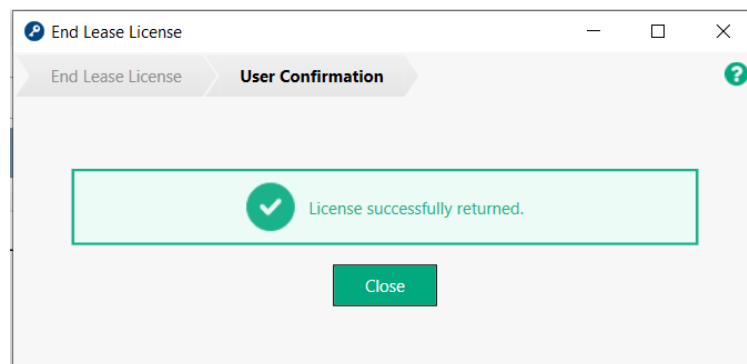 End Lease License
End Lease License
User Confirmation
?
License successfully returned.
Close